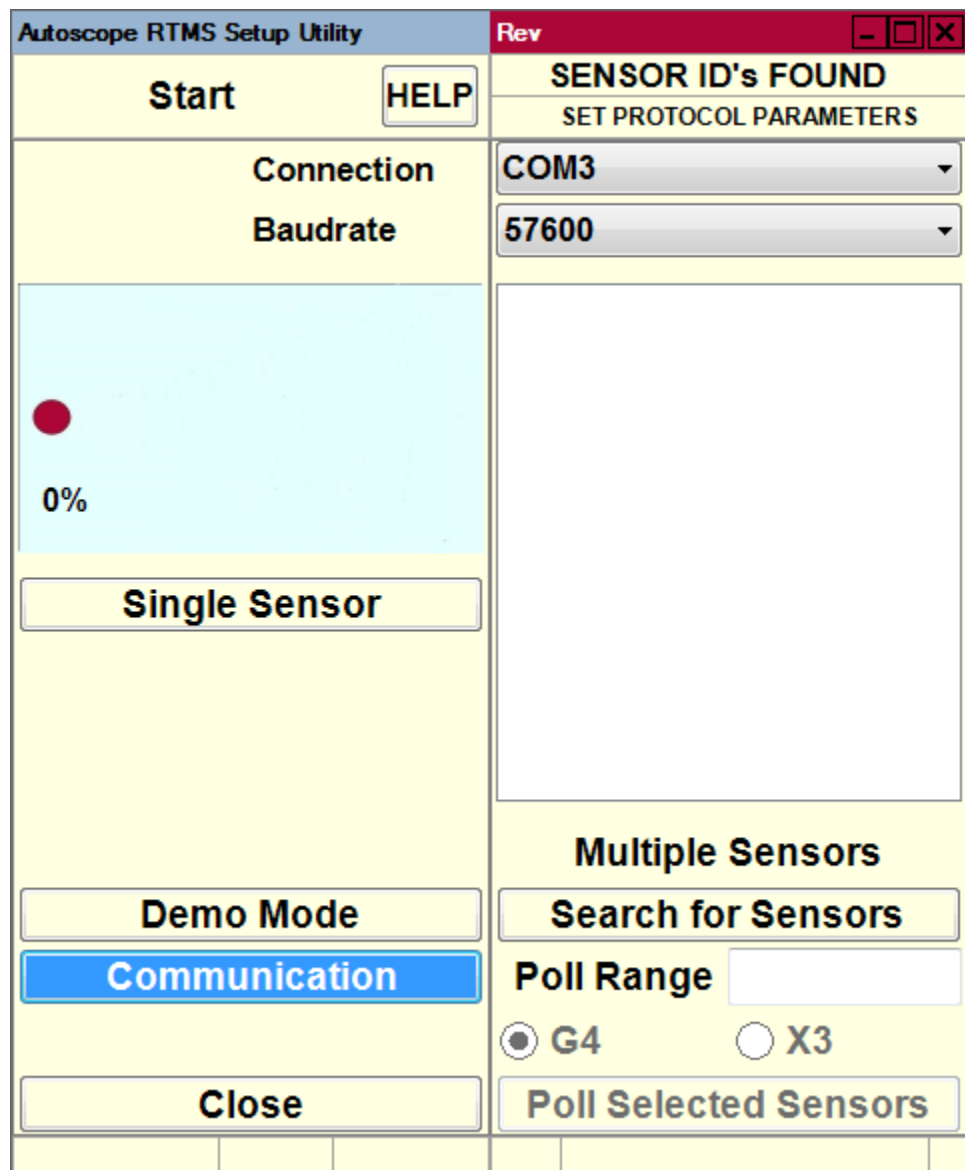 Autoscope RTMS Setup Utility
Rev
Start
HELP
SENSOR ID's FOUND
SET PROTOCOL PARAMETERS
Connection
COM3
Baudrate
57600
0%
Single Sensor
Multiple Sensors
Demo Mode
Search for Sensors
Communication
Poll Range
G4
X3
Close
Poll Selected Sensors